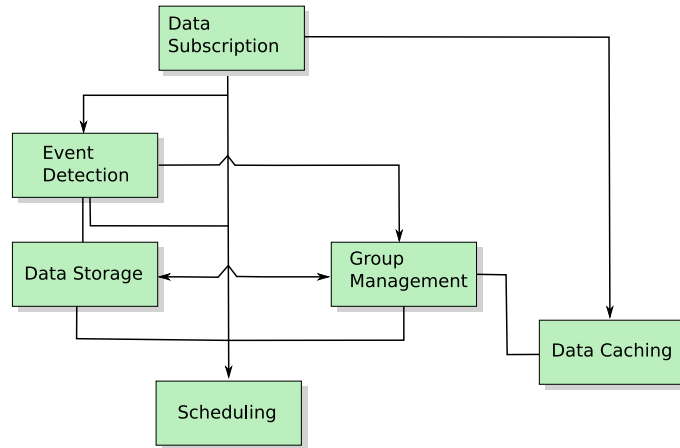 Data
Subscription
Event
Detection
Data Storage
Group
Management
Data Caching
Scheduling